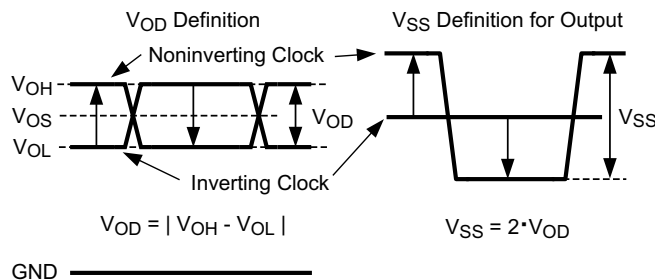 VOD Definition
VSS Definition for Output
Noninverting Clock
VOH
VOS
VOL
VOD
VSS
Inverting Clock
VOD = | VOH - VOL |
VSS = 2·VOD
GND